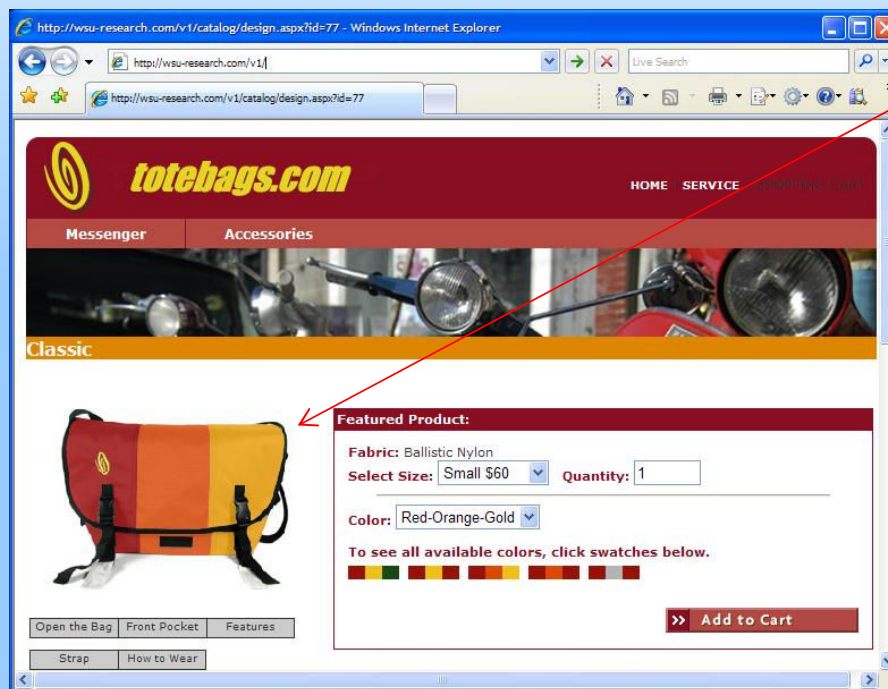 http://wsu-research.com/v1/catalog/design.aspx?id=77 - Windows Internet Explorer
http://wsu-research.com/v1/
Live Search
http://wsu-research.com/v1/catalog/design.aspx?id=77
totebags.com
HOME SERVICE SHOPPING CART
Messenger Accessories
Classic
Featured Product:
Fabric: Ballistic Nylon
Select Size: Small $60 Quantity: 1
Color: Red-Orange-Gold
To see all available colors, click swatches below.
Add to Cart
Open the Bag Front Pocket Features
Strap How to Wear